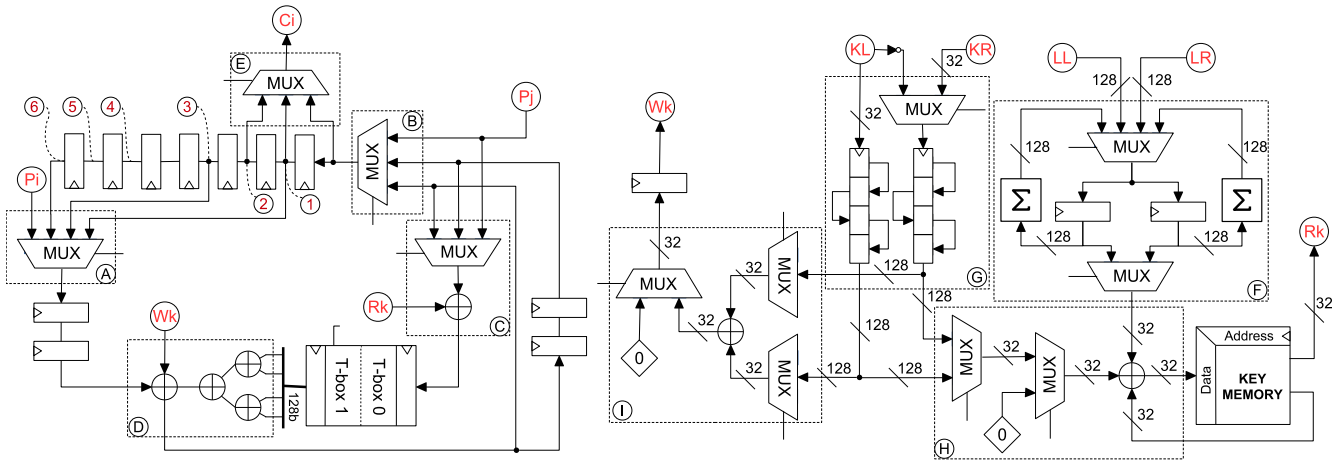 Ci
E
MUX
6
5
4
3
Pj
B
MUX
Pi
2
1
MUX
A
MUX
C
Rk
Wk
D
128b
T-box 1
T-box 0
Wk
32
MUX
0
32
32
MUX
32
MUX
I
KL
KR
32
32
MUX
G
128
128
128
128
128
LL
LR
128
128
MUX
128
128
Σ
Σ
128
128
MUX
F
32
MUX
32
MUX
0
32
32
32
H
Address
Data
KEY
MEMORY
Rk
32